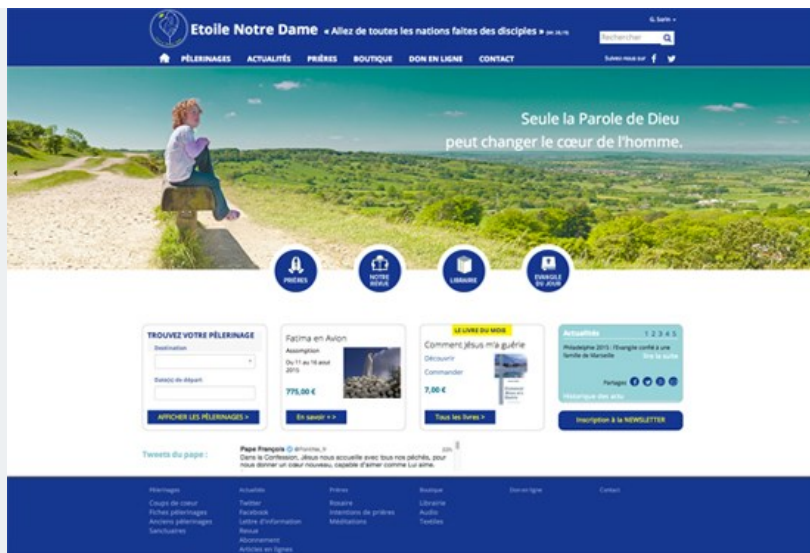 Etoile Notre Dame « Allez de toutes les nations faites des disciples »
G. Sarin
Rechercher
PÈLERINAGES ACTUALITÉS PRIÈRES BOUTIQUE DON EN LIGNE CONTACT
Suivez-nous sur
Seule la Parole de Dieu
peut changer le cœur de l'homme.
PRIÈRES
NOTRE REVUE
LIBRAIRIE
EVANGILE DU JOUR
TROUVEZ VOTRE PÈLERINAGE
Destination
Date(s) de départ
AFFICHER LES PÈLERINAGES >
Fatima en Avion
Assomption
Du 11 au 16 aout
2015
775,00 €
En savoir + >
LE LIVRE DU MOIS
Comment Jésus m'a guérie
Découvrir
Commander
7,00 €
Tous les livres >
Actualités 1 2 3 4 5
Philadelphie 2015 : l'Evangile confié à une
famille de Marseille lire la suite
Partagez
Historique des actu
Inscription à la NEWSLETTER
Tweets du pape :
Pape François
Dans la Confession, Jésus nous accueille avec tous nos péchés, pour
nous donner un cœur nouveau, capable d'aimer comme Lui aime.
Pèlerinages Actualités Prières Boutique Don en ligne Contact
Coups de coeur Twitter Rosaire Librairie
Fiches pèlerinages Facebook Intentions de prières Audio
Anciens pèlerinages Lettre d'information Méditations Textiles
Sanctuaires Revue
Abonnement
Articles en lignes